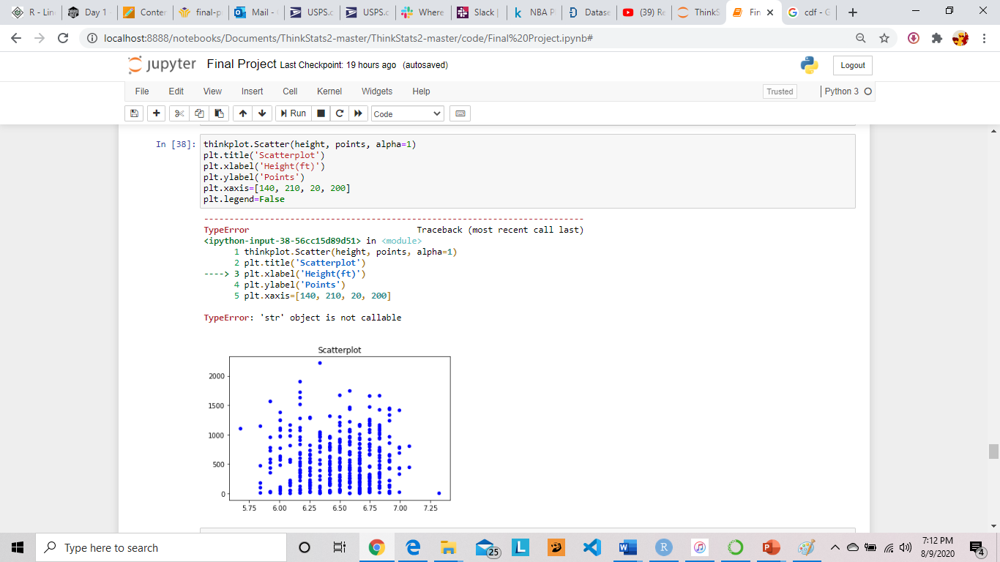 R - Lin
Day 1 -
Conter
final-p
Mail -
USPS.c
USPS.c
Where
Slack |
NBA P
Datase
(39) Re
ThinkS
Fin
cdf - G
localhost:8888/notebooks/Documents/ThinkStats2-master/ThinkStats2-master/code/Final%20Project.ipynb#
jupyter Final Project Last Checkpoint: 19 hours ago (autosaved)
Logout
File Edit View Insert Cell Kernel Widgets Help
Trusted
Python 3
Run
Code
In [38]:
thinkplot.Scatter(height, points, alpha=1)
plt.title('Scatterplot')
plt.xlabel('Height(ft)')
plt.ylabel('Points')
plt.xaxis=[140, 210, 20, 200]
plt.legend=False
---------------------------------------------------------------------------
TypeError Traceback (most recent call last)
<ipython-input-38-56cc15d89d51> in <module>
1 thinkplot.Scatter(height, points, alpha=1)
2 plt.title('Scatterplot')
----> 3 plt.xlabel('Height(ft)')
4 plt.ylabel('Points')
5 plt.xaxis=[140, 210, 20, 200]
TypeError: 'str' object is not callable
Scatterplot
2000
1500
1000
500
0
5.75 6.00 6.25 6.50 6.75 7.00 7.25
Type here to search
25
L
R
7:12 PM
8/9/2020
4